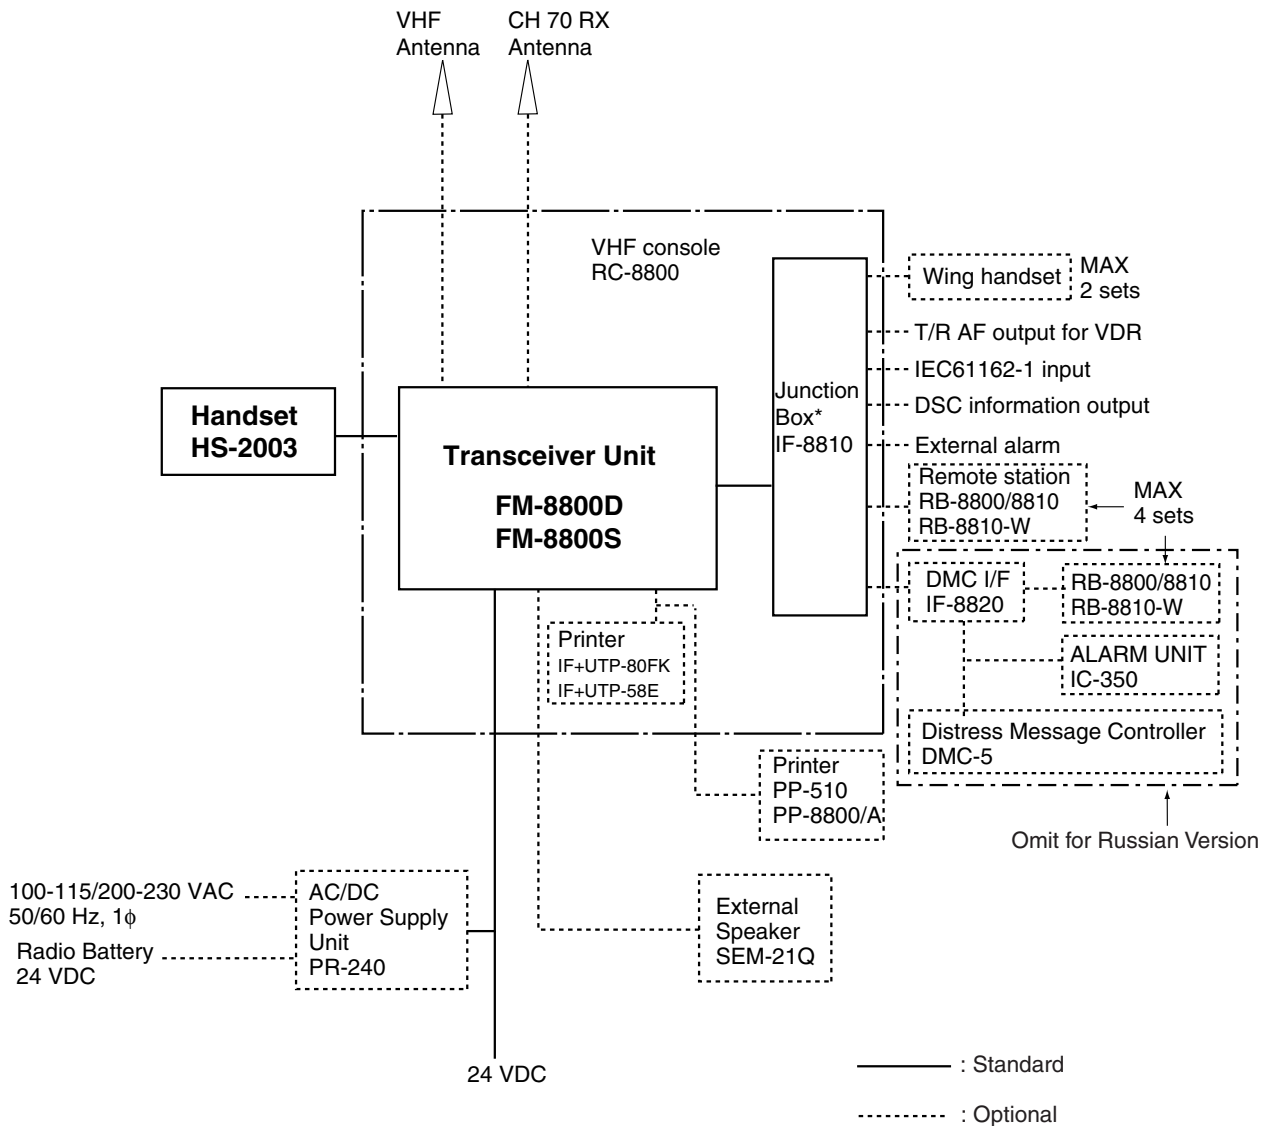 VHF
Antenna
CH 70 RX
Antenna
VHF console
RC-8800
Wing handset
MAX
2 sets
T/R AF output for VDR
IEC61162-1 input
DSC information output
External alarm
Handset
HS-2003
Transceiver Unit
FM-8800D
FM-8800S
Junction
Box*
IF-8810
Remote station
RB-8800/8810
RB-8810-W
MAX
4 sets
DMC I/F
IF-8820
RB-8800/8810
RB-8810-W
ALARM UNIT
IC-350
Distress Message Controller
DMC-5
Printer
IF+UTP-80FK
IF+UTP-58E
Printer
PP-510
PP-8800/A
Omit for Russian Version
100-115/200-230 VAC
50/60 Hz, 1ϕ
Radio Battery
24 VDC
AC/DC
Power Supply
Unit
PR-240
External
Speaker
SEM-21Q
24 VDC
: Standard
: Optional